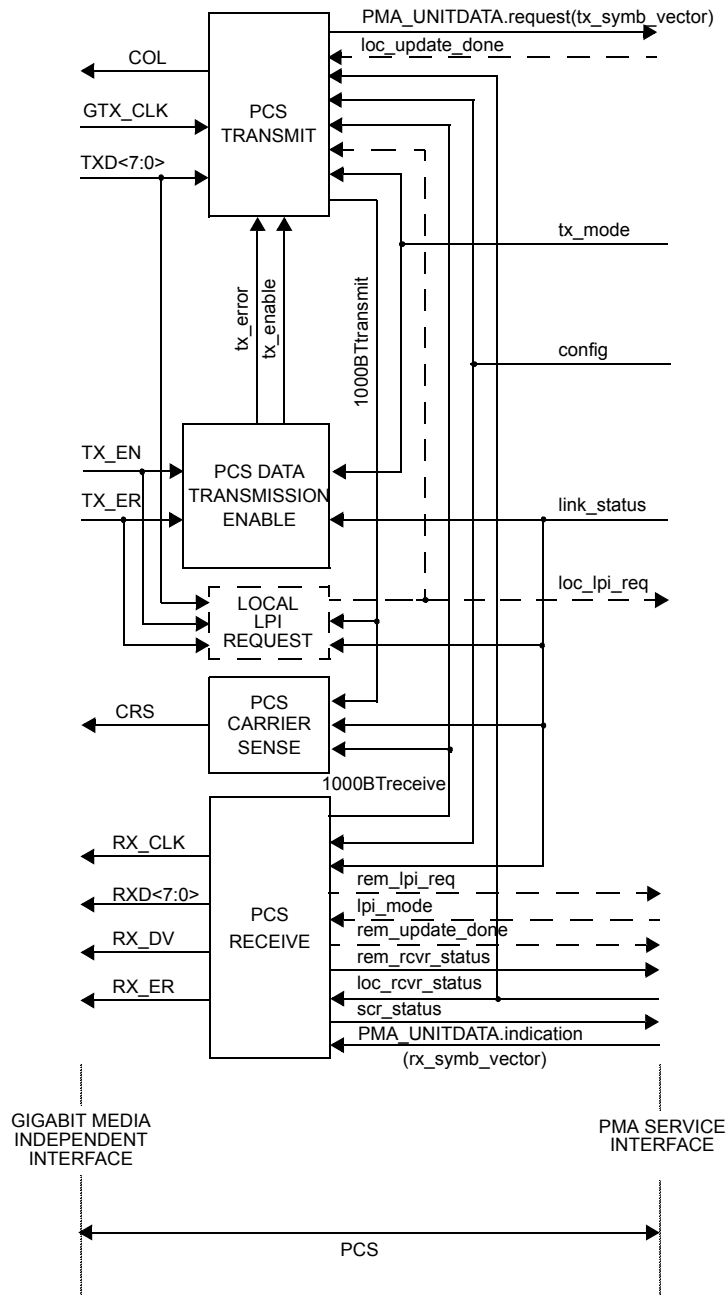 PMA_UNITDATA.request(tx_symb_vector)
loc_update_done
COL
GTX_CLK
TXD<7:0>
PCS
TRANSMIT
tx_mode
tx_error
tx_enable
1000BTtransmit
config
TX_EN
TX_ER
PCS DATA
TRANSMISSION
ENABLE
link_status
LOCAL
LPI
REQUEST
loc_lpi_req
CRS
PCS
CARRIER
SENSE
1000BTreceive
RX_CLK
RXD<7:0>
RX_DV
RX_ER
PCS
RECEIVE
rem_lpi_req
lpi_mode
rem_update_done
rem_rcvr_status
loc_rcvr_status
scr_status
PMA_UNITDATA.indication
(rx_symb_vector)
GIGABIT MEDIA
INDEPENDENT
INTERFACE
PMA SERVICE
INTERFACE
PCS